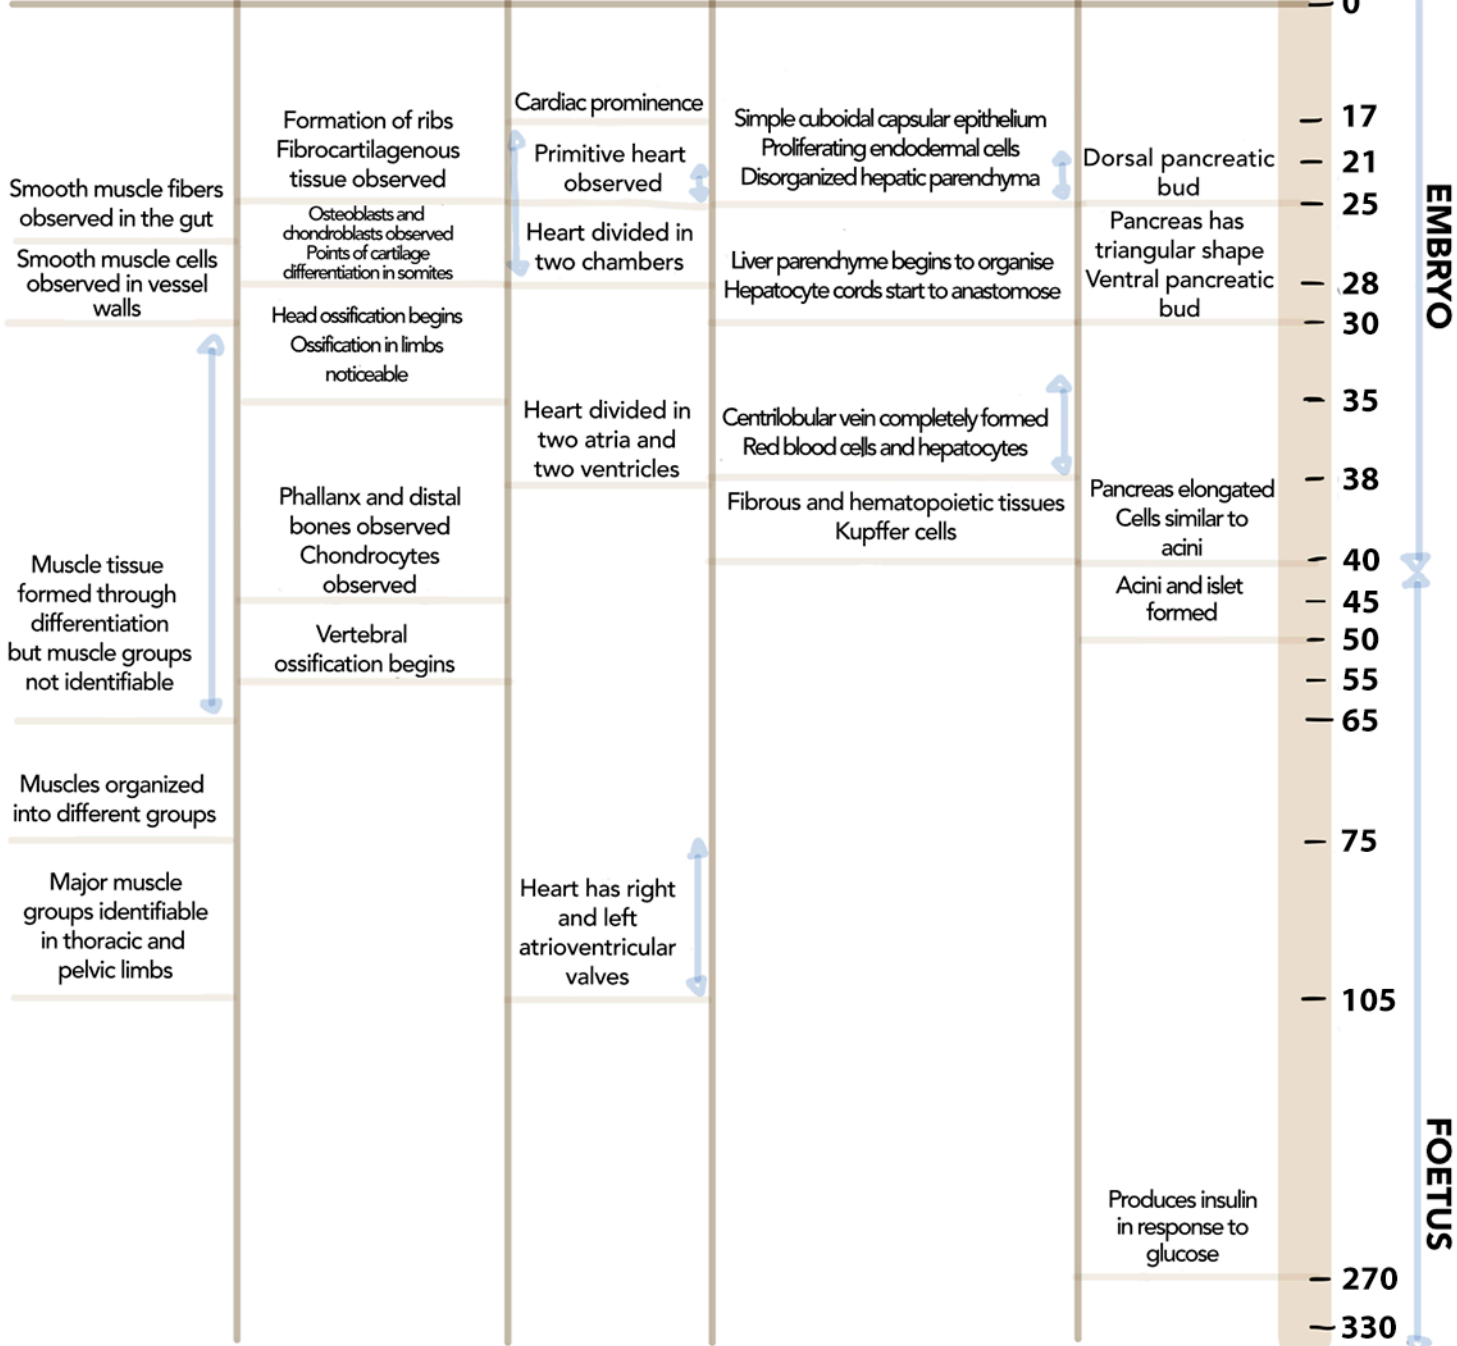 Smooth muscle fibers
observed in the gut
Smooth muscle cells
observed in vessel
walls
Muscle tissue
formed through
differentiation
but muscle groups
not identifiable
Muscles organized
into different groups
Major muscle
groups identifiable
in thoracic and
pelvic limbs
Formation of ribs
Fibrocartilagenous
tissue observed
Osteoblasts and
chondroblasts observed
Points of cartilage
differentiation in somites
Head ossification begins
Ossification in limbs
noticeable
Phallanx and distal
bones observed
Chondrocytes
observed
Vertebral
ossification begins
Cardiac prominence
Primitive heart
observed
Heart divided in
two chambers
Heart divided in
two atria and
two ventricles
Heart has right
and left
atrioventricular
valves
Simple cuboidal capsular epithelium
Proliferating endodermal cells
Disorganized hepatic parenchyma
Liver parenchyme begins to organise
Hepatocyte cords start to anastomose
Centrilobular vein completely formed
Red blood cells and hepatocytes
Fibrous and hematopoietic tissues
Kupffer cells
Dorsal pancreatic
bud
Pancreas has
triangular shape
Ventral pancreatic
bud
Pancreas elongated
Cells similar to
acini
Acini and islet
formed
Produces insulin
in response to
glucose
0
17
21
25
28
30
35
38
40
45
50
55
65
75
105
270
330
EMBRYO
FOETUS